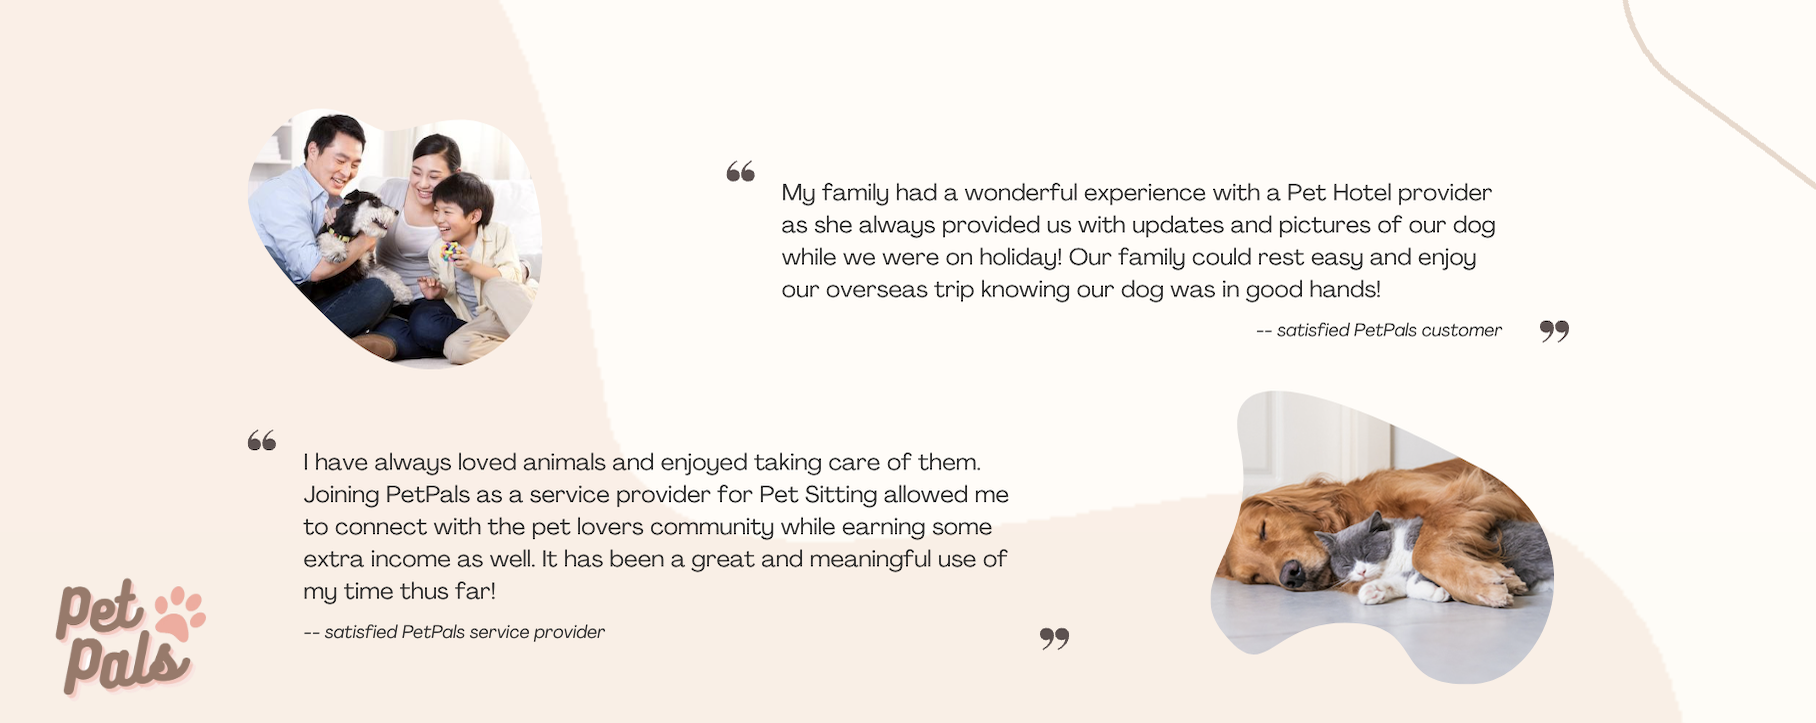 “
My family had a wonderful experience with a Pet Hotel provider
as she always provided us with updates and pictures of our dog
while we were on holiday! Our family could rest easy and enjoy
our overseas trip knowing our dog was in good hands!
-- satisfied PetPals customer ”
“
I have always loved animals and enjoyed taking care of them.
Joining PetPals as a service provider for Pet Sitting allowed me
to connect with the pet lovers community while earning some
extra income as well. It has been a great and meaningful use of
my time thus far!
-- satisfied PetPals service provider ”
Pet
Pals